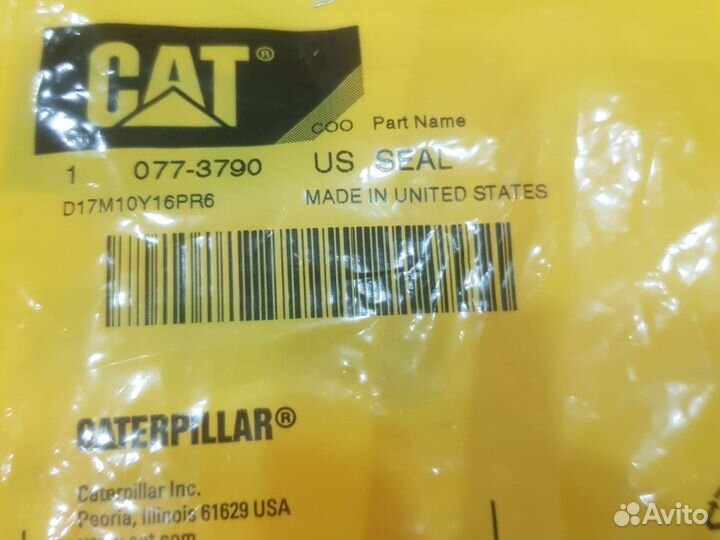 CAT®
COO Part Name
1 077-3790 US SEAL
D17M10Y16PR6 MADE IN UNITED STATES
CATERPILLAR®
Caterpillar Inc.
Peoria, Illinois 61629 USA
Avito